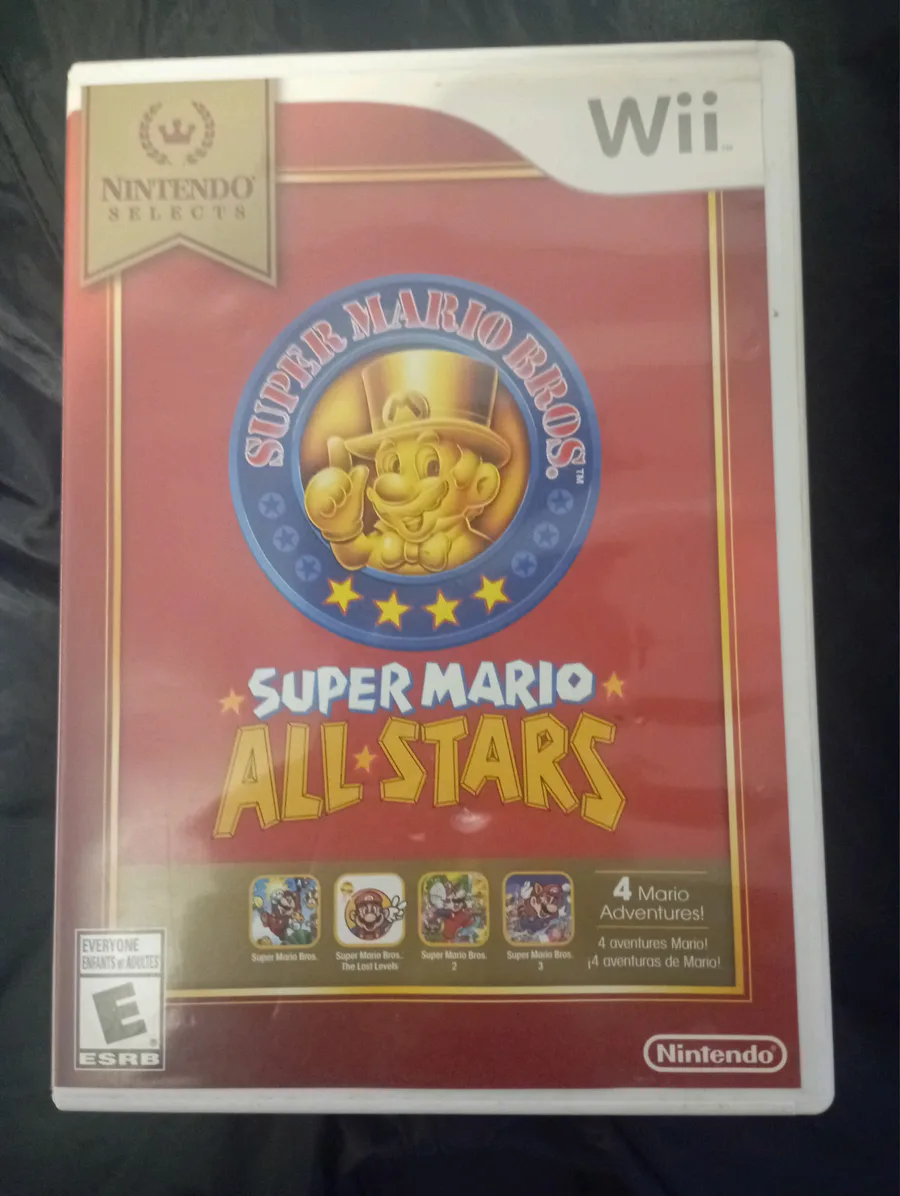 Wii™
NINTENDO®
SELECTS
SUPER MARIO BROS.™
SUPER MARIO
ALL STARS
Super Mario Bros.
Super Mario Bros.
The Lost Levels
Super Mario Bros.
2
Super Mario Bros.
3
4 Mario
Adventures!
4 aventures Mario!
¡4 aventuras de Mario!
EVERYONE
ENFANTS et ADULTES
E®
ESRB
Nintendo®